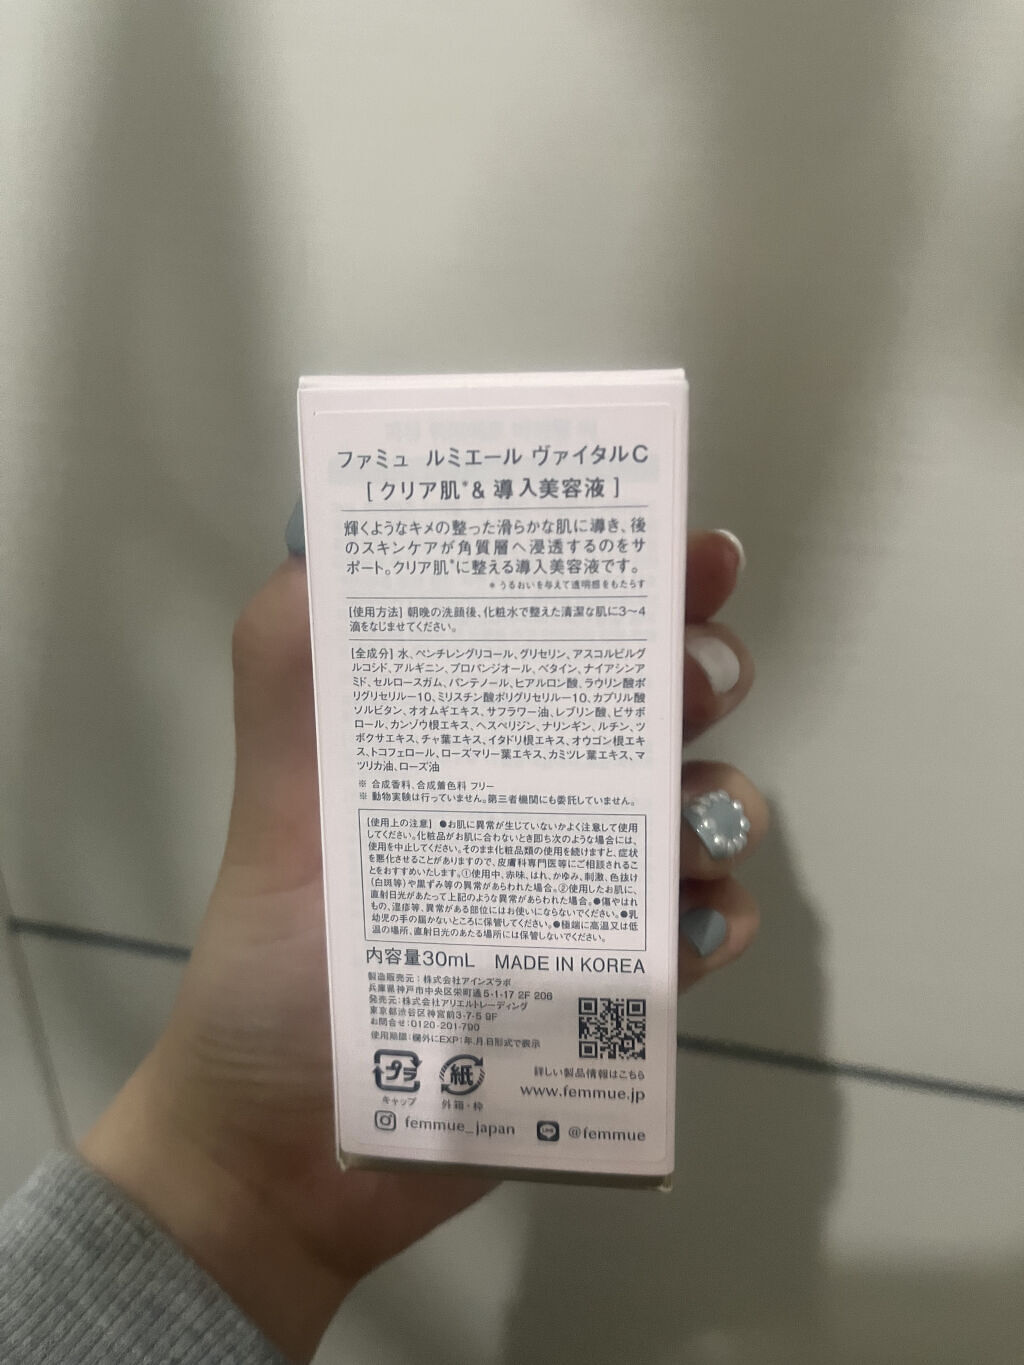 ファミュ ルミエール ヴァイタルC
[ クリア肌*& 導入美容液 ]
輝くようなキメの整った滑らかな肌に導き、後
のスキンケアが角質層へ浸透するのをサ
ポート。クリア肌*に整える導入美容液です。
* うるおいを与えて透明感をもたらす
[使用方法] 朝晩の洗顔後、化粧水で整えた清潔な肌に3〜4
滴をなじませてください。
[全成分] 水、ペンチレングリコール、グリセリン、アスコルビルグ
ルコシド、アルギニン、プロパンジオール、ベタイン、ナイアシンア
ミド、セルロースガム、パンテノール、ヒアルロン酸、ラウリン酸ポ
リグリセリル－10、ミリスチン酸ポリグリセリル－10、カプリル酸
ソルビタン、オオムギエキス、サフラワー油、レブリン酸、ビサボ
ロール、カンゾウ根エキス、ヘスペリジン、ナリンギン、ルチン、ツ
ボクサエキス、チャ葉エキス、イタドリ根エキス、オウゴン根エキ
ス、トコフェロール、ローズマリー葉エキス、カミツレ葉エキス、マ
ツリカ油、ローズ油
※ 合成香料、合成着色料 フリー
※ 動物実験は行っていません。第三者機関にも委託していません。
[使用上の注意] ●お肌に異常が生じていないかよく注意して使用
してください。化粧品がお肌に合わないとき即ち次のような場合には、
使用を中止してください。そのまま化粧品類の使用を続けますと、症状
を悪化させることがありますので、皮膚科専門医等にご相談されるこ
とをおすすめいたします。①使用中、赤味、はれ、かゆみ、刺激、色抜け
(白斑等)や黒ずみ等の異常があらわれた場合。②使用したお肌に、
直射日光があたって上記のような異常があらわれた場合。●傷やはれ
もの、湿疹等、異常がある部位にはお使いにならないでください。●乳
幼児の手の届かないところに保管してください。●極端に高温又は低
温の場所、直射日光のあたる場所には保管しないでください。
内容量30mL MADE IN KOREA
製造販売元：株式会社アインズラボ
兵庫県神戸市中央区栄町通5-1-17 2F 206
発売元：株式会社アリエルトレーディング
東京都渋谷区神宮前3-7-5 9F
お問合せ：0120-201-790
使用期限：欄外にEXP：年.月.日形式で表示
詳しい製品情報はこちら
www.femmue.jp
プラ
キャップ
紙
外箱・枠
femmue_japan
LINE
@femmue